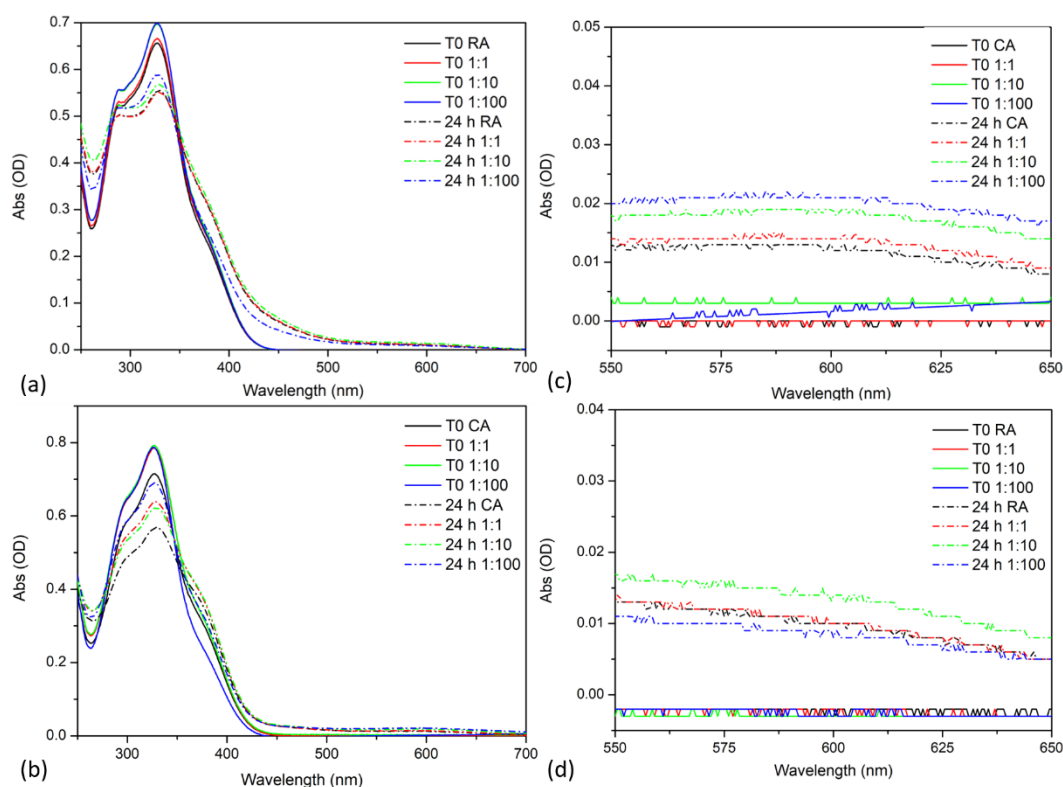 0.7
0.6
0.5
0.4
0.3
0.2
0.1
0.0
Abs (OD)
T0 RA
T0 1:1
T0 1:10
T0 1:100
24 h RA
24 h 1:1
24 h 1:10
24 h 1:100
300 400 500 600 700
Wavelength (nm)
(a)
0.05
0.04
0.03
0.02
0.01
0.00
Abs (OD)
T0 CA
T0 1:1
T0 1:10
T0 1:100
24 h CA
24 h 1:1
24 h 1:10
24 h 1:100
550 575 600 625 650
Wavelength (nm)
(c)
0.8
0.6
0.4
0.2
0.0
Abs (OD)
T0 CA
T0 1:1
T0 1:10
T0 1:100
24 h CA
24 h 1:1
24 h 1:10
24 h 1:100
300 400 500 600 700
Wavelength (nm)
(b)
0.04
0.03
0.02
0.01
0.00
Abs (OD)
T0 RA
T0 1:1
T0 1:10
T0 1:100
24 h RA
24 h 1:1
24 h 1:10
24 h 1:100
550 575 600 625 650
Wavelength (nm)
(d)